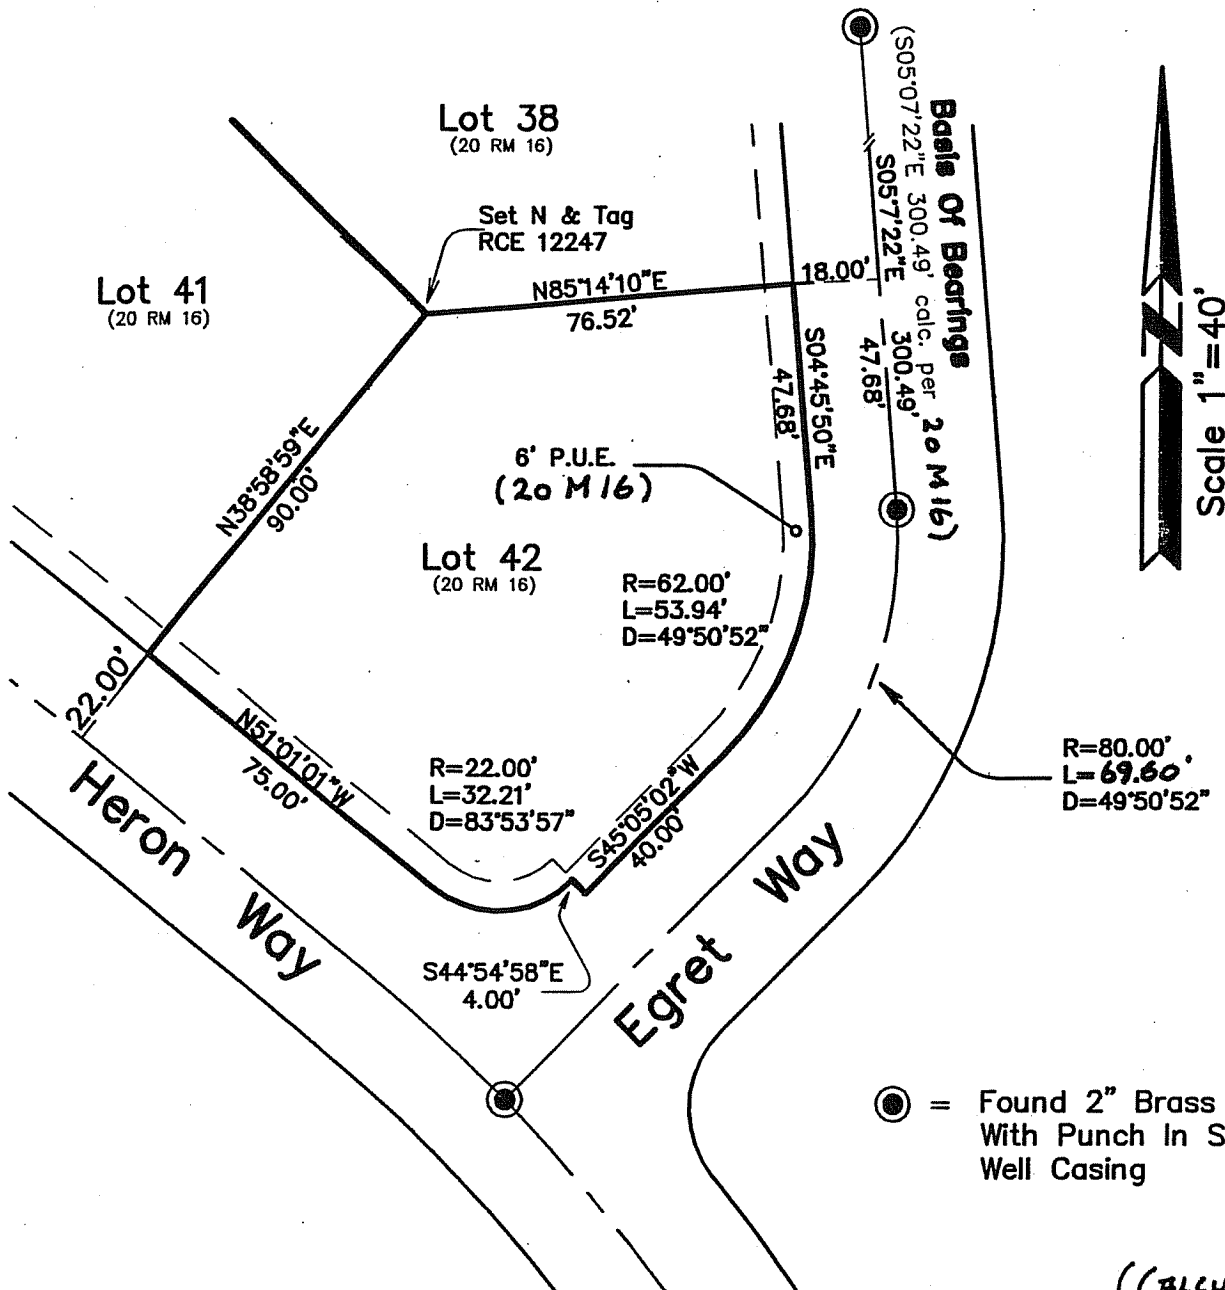 Lot 38
(20 RM 16)
Set N & Tag
RCE 12247
Lot 41
(20 RM 16)
N85°14'10"E
76.52'
18.00'
(S05°07'22"E 300.49' calc. per 20 M 16)
Basis Of Bearings
S05°7'22"E 300.49'
47.68'
S04°45'50"E
47.68'
Scale 1"=40'
N38°58'59"E
90.00'
6' P.U.E.
(20 M 16)
Lot 42
(20 RM 16)
R=62.00'
L=53.94'
D=49°50'52"
22.00'
N51°01'01"W
75.00'
R=22.00'
L=32.21'
D=83°53'57"
S45°05'02"W
40.00'
R=80.00'
L=69.60'
D=49°50'52"
Heron Way
Egret Way
S44°54'58"E
4.00'
= Found 2" Brass
With Punch In S
Well Casing